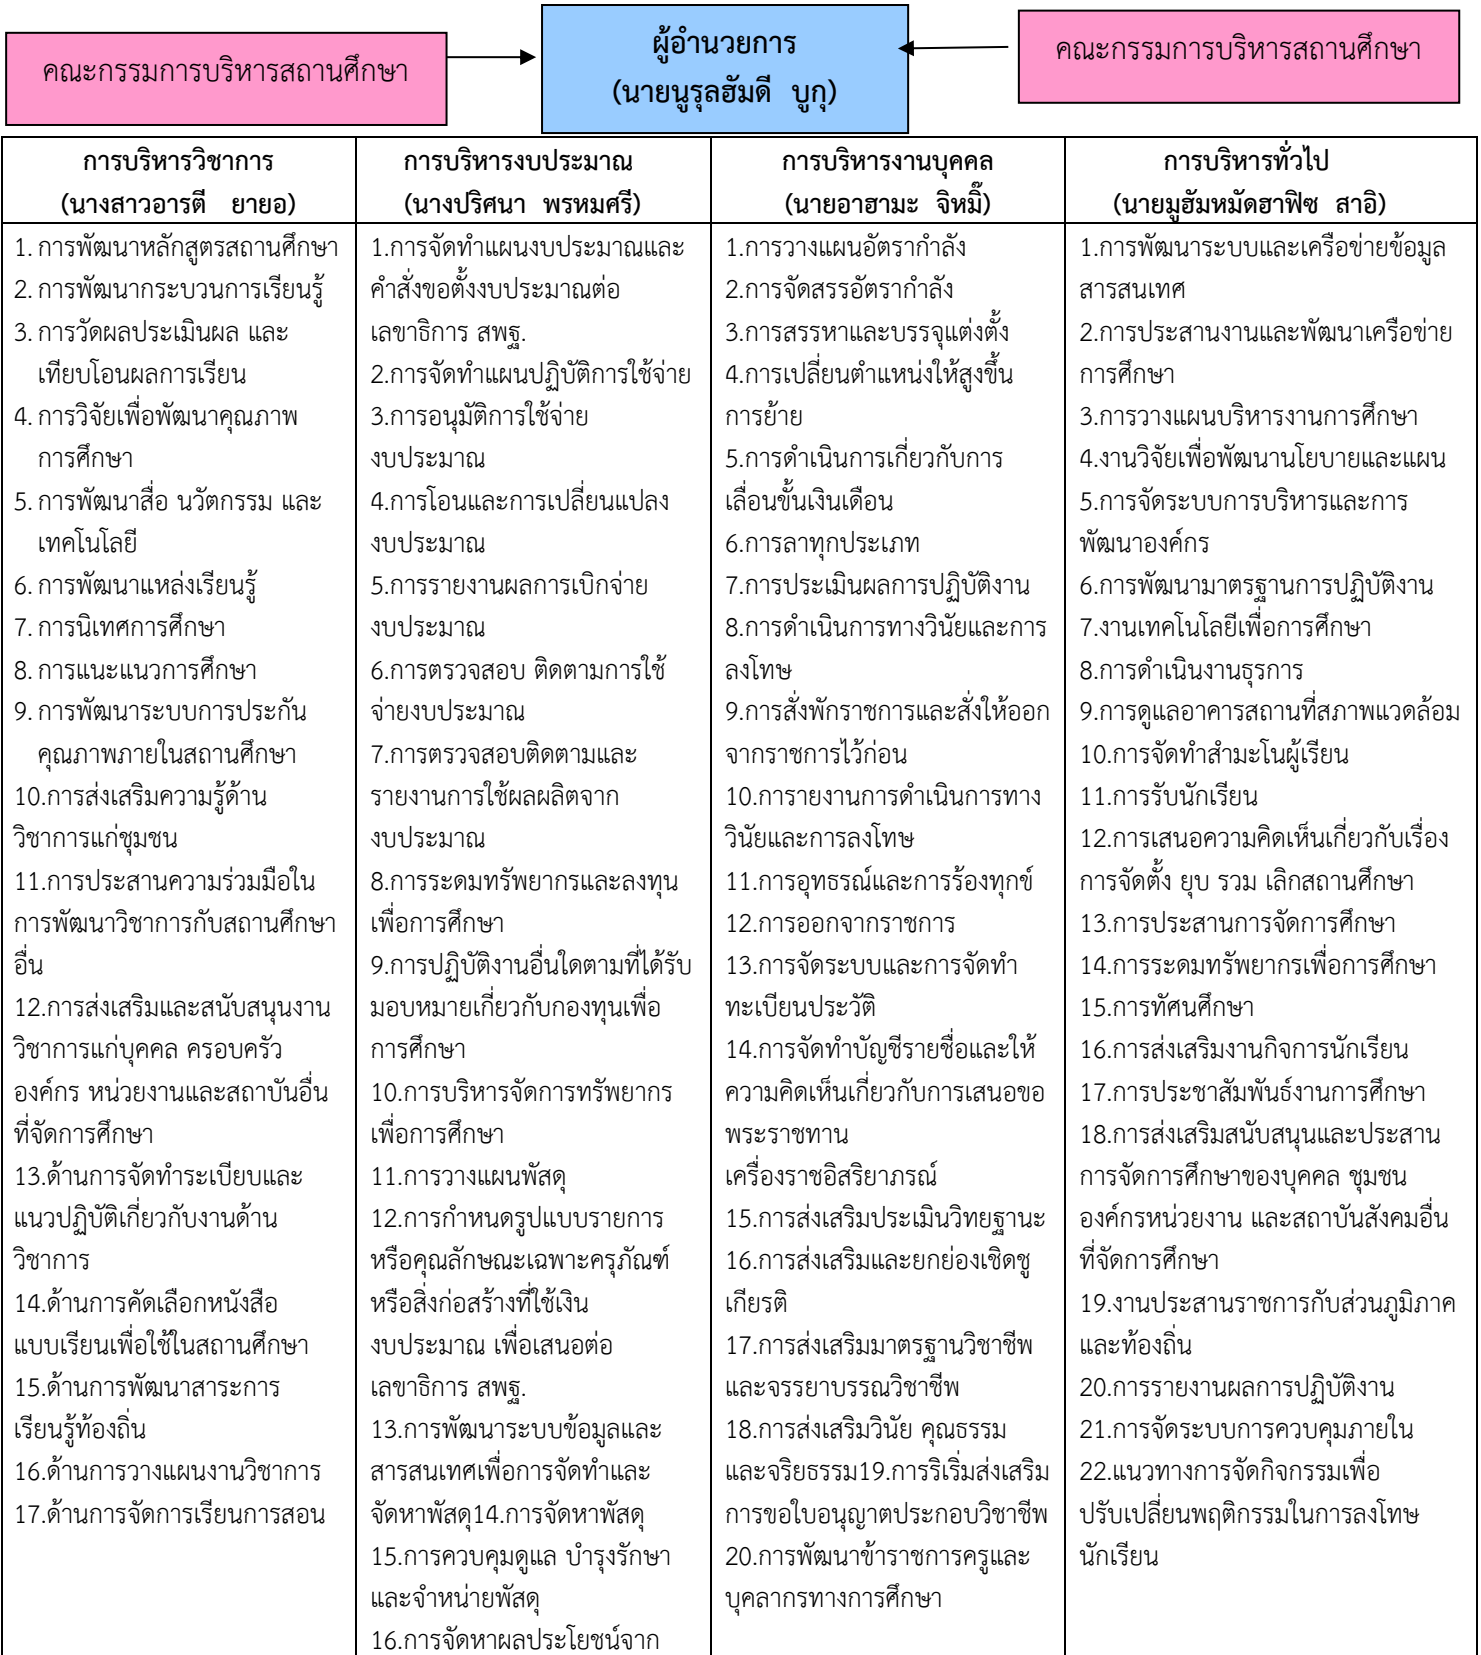 คณะกรรมการบริหารสถานศึกษา
ผู้อำนวยการ
(นายนูรุลฮัมดี บูกุ)
คณะกรรมการบริหารสถานศึกษา
การบริหารวิชาการ
(นางสาวอารตี ยายอ)
1. การพัฒนาหลักสูตรสถานศึกษา
2. การพัฒนากระบวนการเรียนรู้
3. การวัดผลประเมินผล และ
เทียบโอนผลการเรียน
4. การวิจัยเพื่อพัฒนาคุณภาพ
การศึกษา
5. การพัฒนาสื่อ นวัตกรรม และ
เทคโนโลยี
6. การพัฒนาแหล่งเรียนรู้
7. การนิเทศการศึกษา
8. การแนะแนวการศึกษา
9. การพัฒนาระบบการประกัน
คุณภาพภายในสถานศึกษา
10.การส่งเสริมความรู้ด้าน
วิชาการแก่ชุมชน
11.การประสานความร่วมมือใน
การพัฒนาวิชาการกับสถานศึกษา
อื่น
12.การส่งเสริมและสนับสนุนงาน
วิชาการแก่บุคคล ครอบครัว
องค์กร หน่วยงานและสถาบันอื่น
ที่จัดการศึกษา
13.ด้านการจัดทำระเบียบและ
แนวปฏิบัติเกี่ยวกับงานด้าน
วิชาการ
14.ด้านการคัดเลือกหนังสือ
แบบเรียนเพื่อใช้ในสถานศึกษา
15.ด้านการพัฒนาสาระการ
เรียนรู้ท้องถิ่น
16.ด้านการวางแผนงานวิชาการ
17.ด้านการจัดการเรียนการสอน
การบริหารงบประมาณ
(นางปริศนา พรหมศรี)
1.การจัดทำแผนงบประมาณและ
คำสั่งขอตั้งงบประมาณต่อ
เลขาธิการ สพฐ.
2.การจัดทำแผนปฏิบัติการใช้จ่าย
3.การอนุมัติการใช้จ่าย
งบประมาณ
4.การโอนและการเปลี่ยนแปลง
งบประมาณ
5.การรายงานผลการเบิกจ่าย
งบประมาณ
6.การตรวจสอบ ติดตามการใช้
จ่ายงบประมาณ
7.การตรวจสอบติดตามและ
รายงานการใช้ผลผลิตจาก
งบประมาณ
8.การระดมทรัพยากรและลงทุน
เพื่อการศึกษา
9.การปฏิบัติงานอื่นใดตามที่ได้รับ
มอบหมายเกี่ยวกับกองทุนเพื่อ
การศึกษา
10.การบริหารจัดการทรัพยากร
เพื่อการศึกษา
11.การวางแผนพัสดุ
12.การกำหนดรูปแบบรายการ
หรือคุณลักษณะเฉพาะครุภัณฑ์
หรือสิ่งก่อสร้างที่ใช้เงิน
งบประมาณ เพื่อเสนอต่อ
เลขาธิการ สพฐ.
13.การพัฒนาระบบข้อมูลและ
สารสนเทศเพื่อการจัดทำและ
จัดหาพัสดุ14.การจัดหาพัสดุ
15.การควบคุมดูแล บำรุงรักษา
และจำหน่ายพัสดุ
16.การจัดหาผลประโยชน์จาก
การบริหารงานบุคคล
(นายอาฮามะ จิหมิ๊)
1.การวางแผนอัตรากำลัง
2.การจัดสรรอัตรากำลัง
3.การสรรหาและบรรจุแต่งตั้ง
4.การเปลี่ยนตำแหน่งให้สูงขึ้น
การย้าย
5.การดำเนินการเกี่ยวกับการ
เลื่อนขั้นเงินเดือน
6.การลาทุกประเภท
7.การประเมินผลการปฏิบัติงาน
8.การดำเนินการทางวินัยและการ
ลงโทษ
9.การสั่งพักราชการและสั่งให้ออก
จากราชการไว้ก่อน
10.การายงานการดำเนินการทาง
วินัยและการลงโทษ
11.การอุทธรณ์และการร้องทุกข์
12.การออกจากราชการ
13.การจัดระบบและการจัดทำ
ทะเบียนประวัติ
14.การจัดทำบัญชีรายชื่อและให้
ความคิดเห็นเกี่ยวกับการเสนอขอ
พระราชทาน
เครื่องราชอิสริยาภรณ์
15.การส่งเสริมประเมินวิทยฐานะ
16.การส่งเสริมและยกย่องเชิดชู
เกียรติ
17.การส่งเสริมมาตรฐานวิชาชีพ
และจรรยาบรรณวิชาชีพ
18.การส่งเสริมวินัย คุณธรรม
และจริยธรรม19.การริเริ่มส่งเสริม
การขอใบอนุญาตประกอบวิชาชีพ
20.การพัฒนาข้าราชการครูและ
บุคลากรทางการศึกษา
การบริหารทั่วไป
(นายมูฮัมหมัดฮาฟิซ สาอิ)
1.การพัฒนาระบบและเครือข่ายข้อมูล
สารสนเทศ
2.การประสานงานและพัฒนาเครือข่าย
การศึกษา
3.การวางแผนบริหารงานการศึกษา
4.งานวิจัยเพื่อพัฒนานโยบายและแผน
5.การจัดระบบการบริหารและการ
พัฒนาองค์กร
6.การพัฒนามาตรฐานการปฏิบัติงาน
7.งานเทคโนโลยีเพื่อการศึกษา
8.การดำเนินงานธุรการ
9.การดูแลอาคารสถานที่สภาพแวดล้อม
10.การจัดทำสำมะโนผู้เรียน
11.การรับนักเรียน
12.การเสนอความคิดเห็นเกี่ยวกับเรื่อง
การจัดตั้ง ยุบ รวม เลิกสถานศึกษา
13.การประสานการจัดการศึกษา
14.การระดมทรัพยากรเพื่อการศึกษา
15.การทัศนศึกษา
16.การส่งเสริมงานกิจการนักเรียน
17.การประชาสัมพันธ์งานการศึกษา
18.การส่งเสริมสนับสนุนและประสาน
การจัดการศึกษาของบุคคล ชุมชน
องค์กรหน่วยงาน และสถาบันสังคมอื่น
ที่จัดการศึกษา
19.งานประสานราชการกับส่วนภูมิภาค
และท้องถิ่น
20.การรายงานผลการปฏิบัติงาน
21.การจัดระบบการควบคุมภายใน
22.แนวทางการจัดกิจกรรมเพื่อ
ปรับเปลี่ยนพฤติกรรมในการลงโทษ
นักเรียน